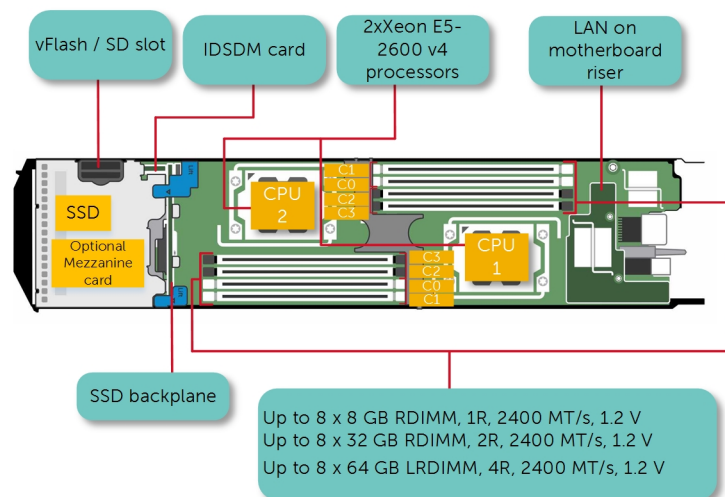 vFlash / SD slot
IDSDM card
2xXeon E5-
2600 v4
processors
LAN on
motherboard
riser
SSD
Optional
Mezzanine
card
CPU
2
C1
C0
C2
C3
C3
C2
C0
C1
CPU
1
SSD backplane
Up to 8 x 8 GB RDIMM, 1R, 2400 MT/s, 1.2 V
Up to 8 x 32 GB RDIMM, 2R, 2400 MT/s, 1.2 V
Up to 8 x 64 GB LRDIMM, 4R, 2400 MT/s, 1.2 V